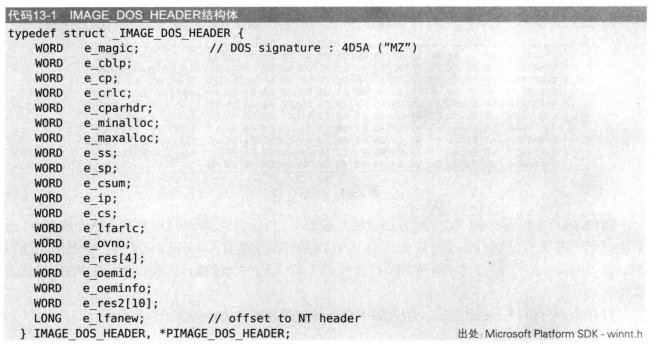 代码13-1 IMAGE_DOS_HEADER结构体
typedef struct _IMAGE_DOS_HEADER {
WORD e_magic; // DOS signature : 4D5A ("MZ")
WORD e_cblp;
WORD e_cp;
WORD e_crlc;
WORD e_cparhdr;
WORD e_minalloc;
WORD e_maxalloc;
WORD e_ss;
WORD e_sp;
WORD e_csum;
WORD e_ip;
WORD e_cs;
WORD e_lfarlc;
WORD e_ovno;
WORD e_res[4];
WORD e_oemid;
WORD e_oeminfo;
WORD e_res2[10];
LONG e_lfanew; // offset to NT header
} IMAGE_DOS_HEADER, *PIMAGE_DOS_HEADER; 出处:Microsoft Platform SDK - winnt.h